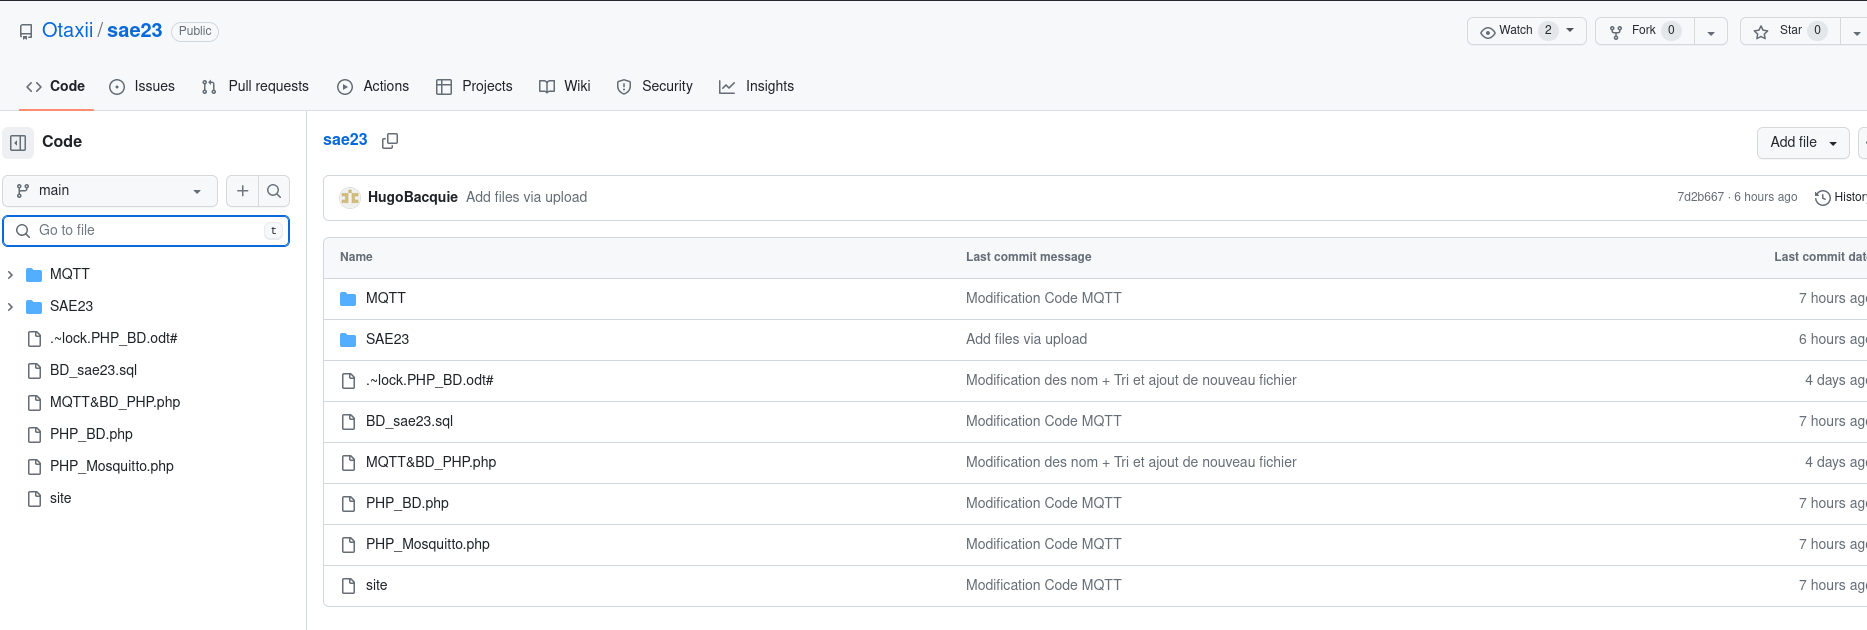 Otaxii / sae23 Public Watch 2 Fork 0 Star 0
Code Issues Pull requests Actions Projects Wiki Security Insights
Code
main
Go to file t
MQTT
SAE23
.~lock.PHP_BD.odt#
BD_sae23.sql
MQTT&BD_PHP.php
PHP_BD.php
PHP_Mosquitto.php
site
sae23 Add file
HugoBacquie Add files via upload 7d2b667 · 6 hours ago Histor
Name Last commit message Last commit dat
MQTT Modification Code MQTT 7 hours ag
SAE23 Add files via upload 6 hours ag
.~lock.PHP_BD.odt# Modification des nom + Tri et ajout de nouveau fichier 4 days ag
BD_sae23.sql Modification Code MQTT 7 hours ag
MQTT&BD_PHP.php Modification des nom + Tri et ajout de nouveau fichier 4 days ag
PHP_BD.php Modification Code MQTT 7 hours ag
PHP_Mosquitto.php Modification Code MQTT 7 hours ag
site Modification Code MQTT 7 hours ag